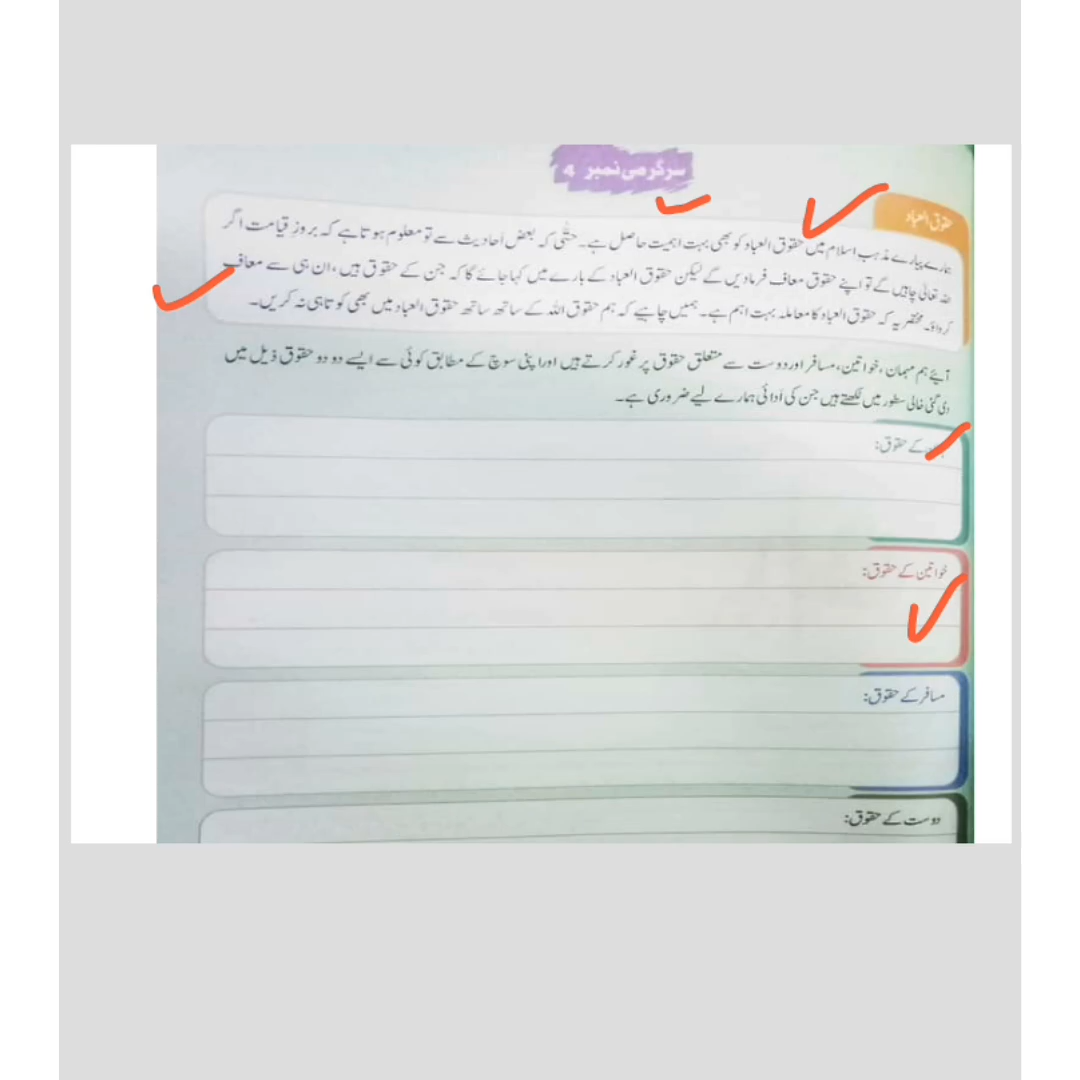 سرگرمی نمبر 4
حقوق العباد
ہمارے پیارے مذہب اسلام میں حقوق العباد کو بھی بہت اہمیت حاصل ہے۔ حتّٰی کہ بعض احادیث سے تو معلوم ہوتا ہے کہ بروزِ قیامت اگر
اللہ تعالیٰ چاہیں گے تو اپنے حقوق معاف فرما دیں گے لیکن حقوق العباد کے بارے میں کہا جائے گا کہ جن کے حقوق ہیں، ان ہی سے معاف
کرواؤ۔ مختصر یہ کہ حقوق العباد کا معاملہ بہت اہم ہے۔ ہمیں چاہیے کہ ہم حقوق اللہ کے ساتھ ساتھ حقوق العباد میں بھی کوتاہی نہ کریں۔
آئیے ہم مہمان، خواتین، مسافر اور دوست سے متعلق حقوق پر غور کرتے ہیں اور اپنی سوچ کے مطابق کوئی سے ایسے دو دو حقوق ذیل میں
دی گئی خالی سطور میں لکھتے ہیں جن کی اَدائی ہمارے لیے ضروری ہے۔
کے حقوق:
خواتین کے حقوق:
مسافر کے حقوق:
دوست کے حقوق: